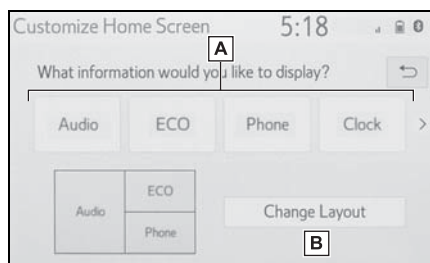 Customize Home Screen 5:18
A
What information would you like to display?
Audio ECO Phone Clock >
Audio ECO
Phone
Change Layout
B